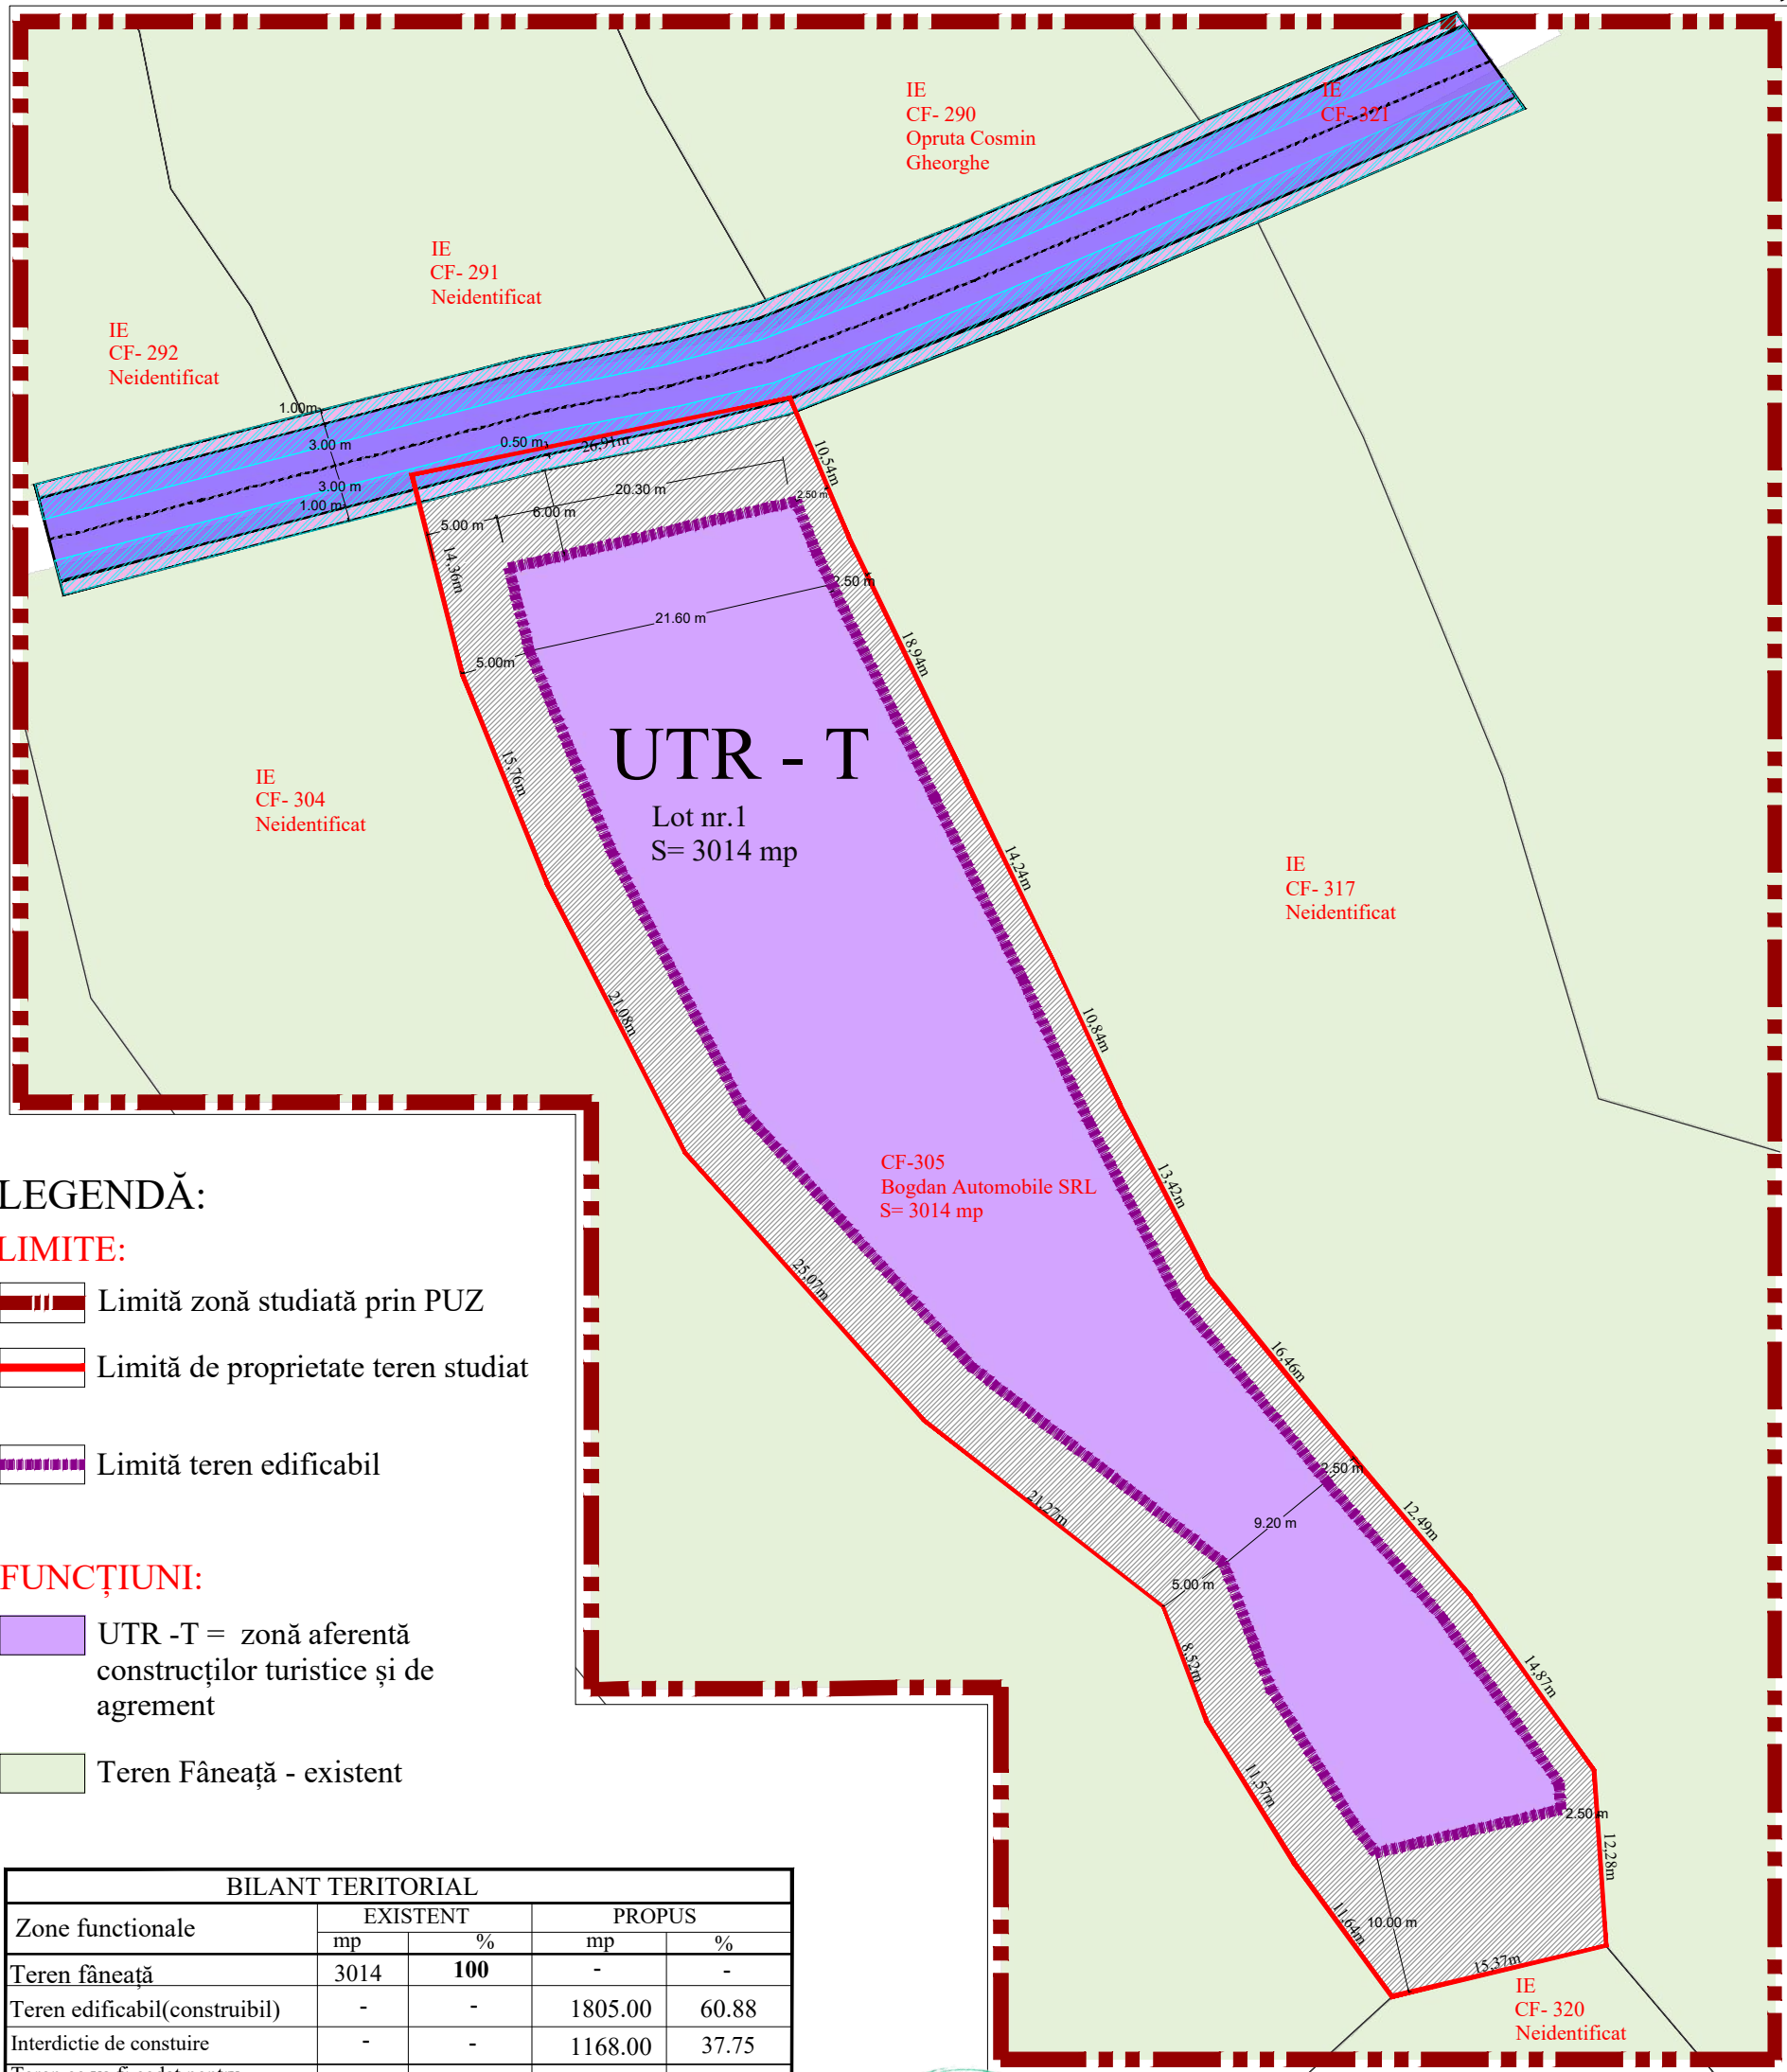 IE
CF- 290
Opruta Cosmin
Gheorghe
IE
CF- 321
IE
CF- 291
Neidentificat
IE
CF- 292
Neidentificat
1.00m
3.00 m
3.00 m
1.00 m
0.50 m
26,91m
10,54m
20.30 m
2.50 m
5.00 m
6.00 m
14,36m
2.50 m
21.60 m
5.00m
18,94m
UTR - T
Lot nr.1
S= 3014 mp
15,76m
IE
CF- 304
Neidentificat
14,24m
IE
CF- 317
Neidentificat
21,08m
10,84m
CF-305
Bogdan Automobile SRL
S= 3014 mp
13,42m
25,07m
16,46m
2.50 m
12,49m
21,27m
9.20 m
5.00 m
8,52m
14,87m
11,57m
2.50 m
12,28m
11,64m
10.00 m
15,37m
IE
CF- 320
Neidentificat
LEGENDĂ:
LIMITE:
Limită zonă studiată prin PUZ
Limită de proprietate teren studiat
Limită teren edificabil
FUNCȚIUNI:
UTR -T = zonă aferentă
construcților turistice și de
agrement
Teren Fâneață - existent
BILANT TERITORIAL
Zone functionale EXISTENT PROPUS
mp % mp %
Teren fâneață 3014 100 - -
Teren edificabil(construibil) - - 1805.00 60.88
Interdictie de constuire - - 1168.00 37.75